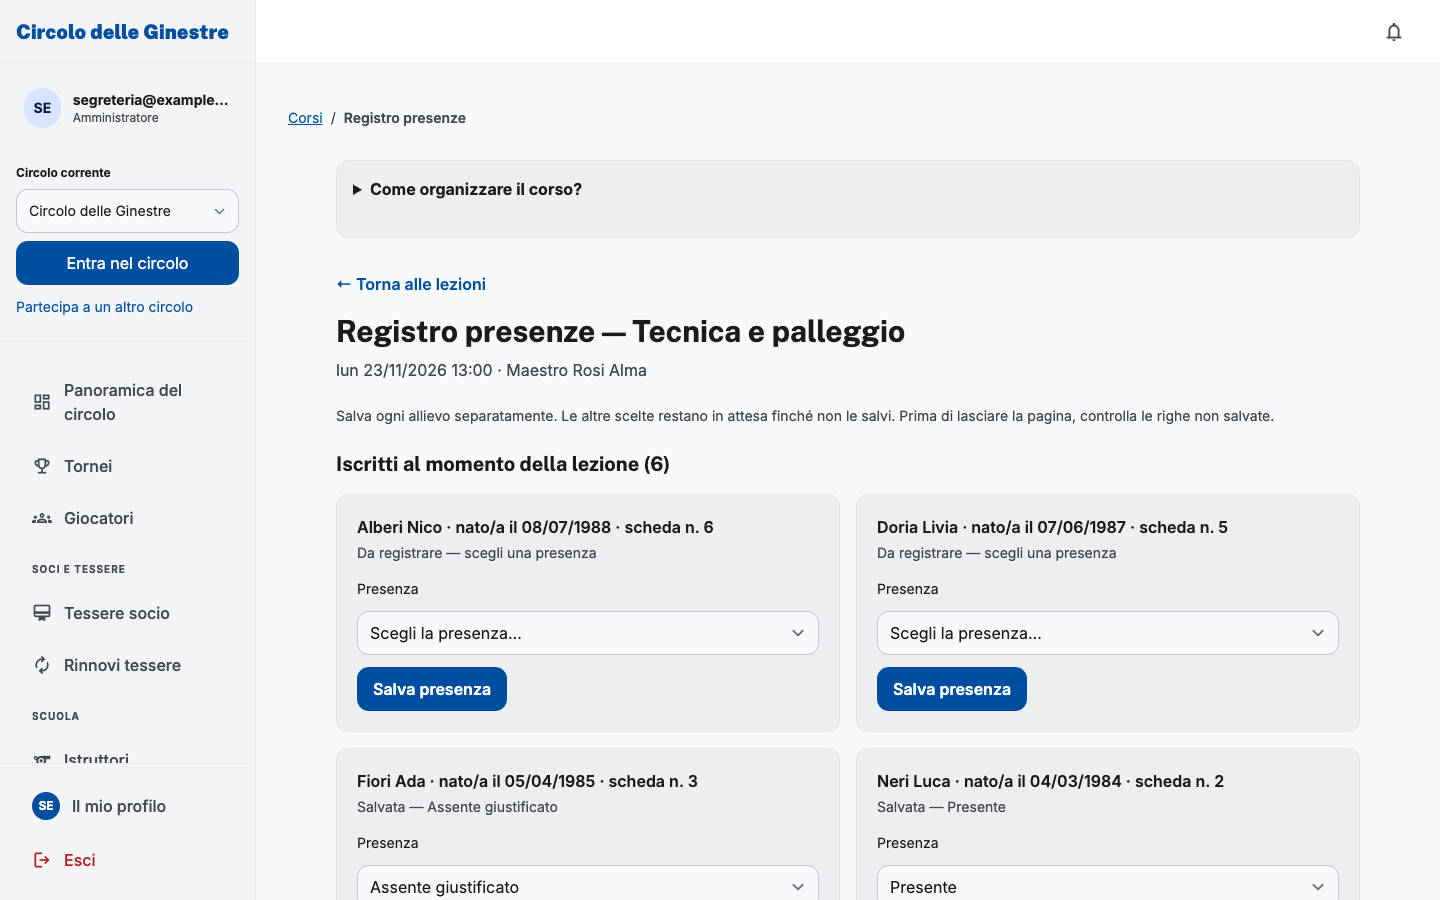 Circolo delle Ginestre
SE
segreteria@example...
Amministratore
Circolo corrente
Circolo delle Ginestre
Entra nel circolo
Partecipa a un altro circolo
Panoramica del
circolo
Tornei
Giocatori
SOCI E TESSERE
Tessere socio
Rinnovi tessere
SCUOLA
Istruttori
SE
Il mio profilo
Esci
Corsi / Registro presenze
Come organizzare il corso?
← Torna alle lezioni
Registro presenze — Tecnica e palleggio
lun 23/11/2026 13:00 · Maestro Rosi Alma
Salva ogni allievo separatamente. Le altre scelte restano in attesa finché non le salvi. Prima di lasciare la pagina, controlla le righe non salvate.
Iscritti al momento della lezione (6)
Alberi Nico · nato/a il 08/07/1988 · scheda n. 6
Da registrare — scegli una presenza
Presenza
Scegli la presenza...
Salva presenza
Doria Livia · nato/a il 07/06/1987 · scheda n. 5
Da registrare — scegli una presenza
Presenza
Scegli la presenza...
Salva presenza
Fiori Ada · nato/a il 05/04/1985 · scheda n. 3
Salvata — Assente giustificato
Presenza
Assente giustificato
Neri Luca · nato/a il 04/03/1984 · scheda n. 2
Salvata — Presente
Presenza
Presente